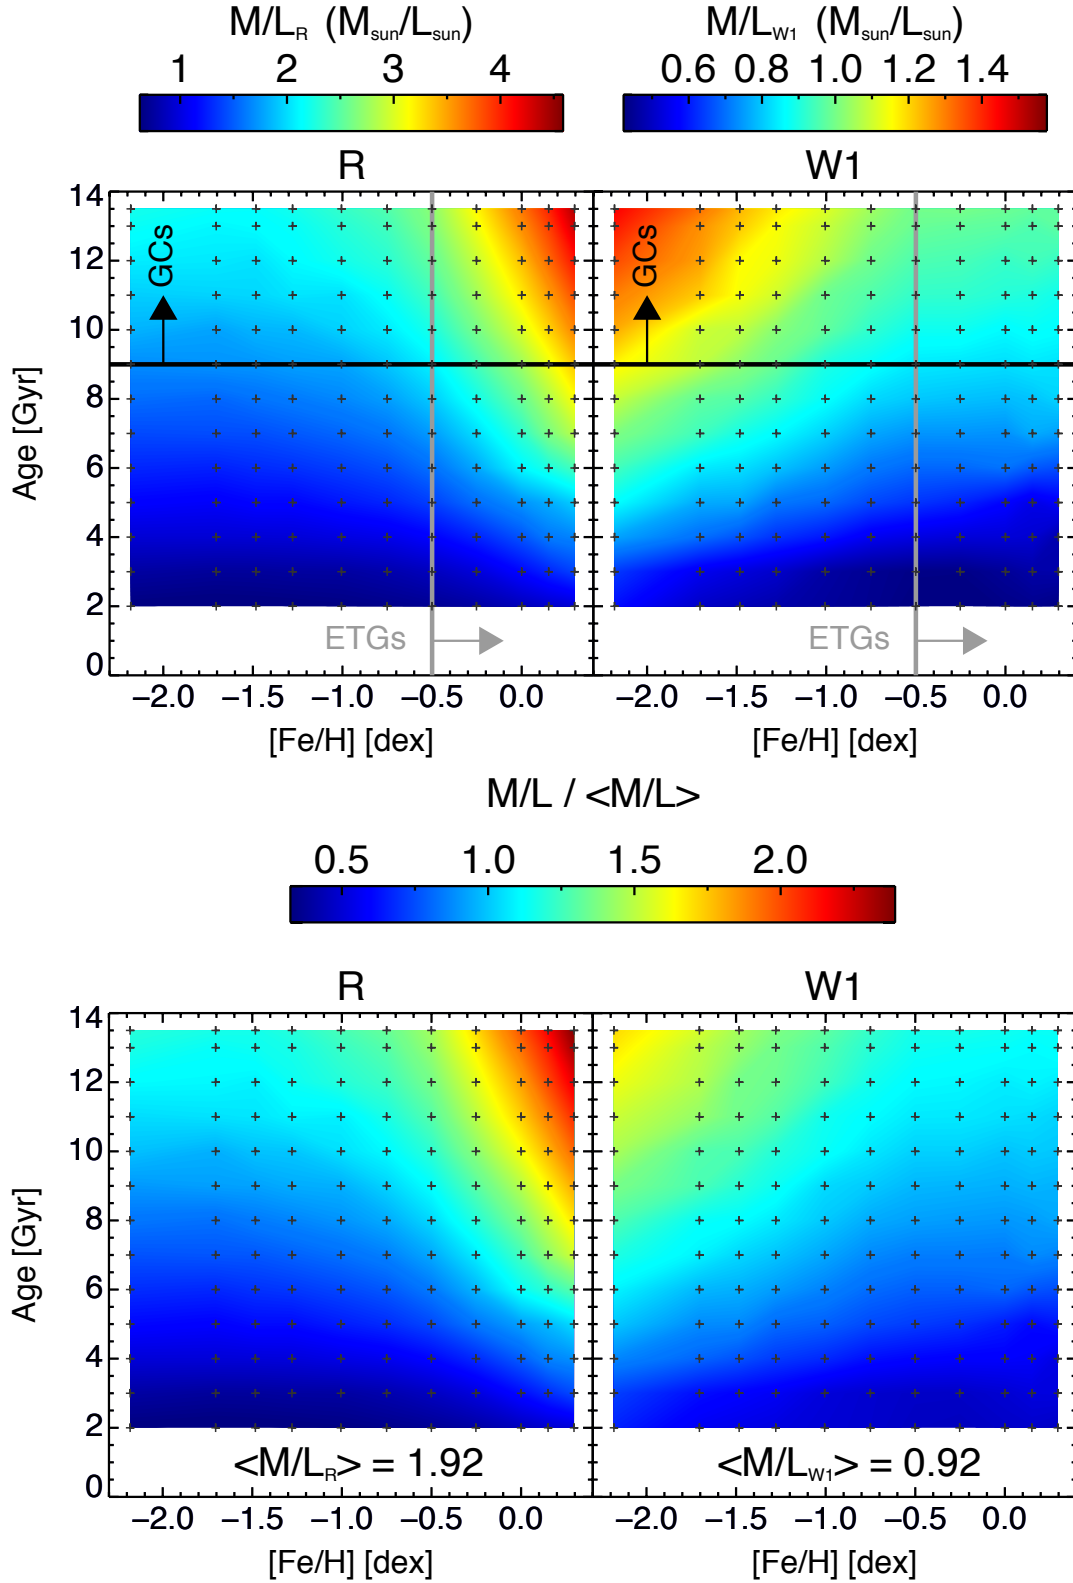 M/L_R (M_sun/L_sun) M/L_W1 (M_sun/L_sun)
1 2 3 4 0.6 0.8 1.0 1.2 1.4
R W1
14
12
10
8
6
4
2
0
Age [Gyr]
GCs GCs
ETGs ETGs
−2.0 −1.5 −1.0 −0.5 0.0 −2.0 −1.5 −1.0 −0.5 0.0
[Fe/H] [dex] [Fe/H] [dex]
M/L / <M/L>
0.5 1.0 1.5 2.0
R W1
14
12
10
8
6
4
2
0
Age [Gyr]
<M/L_R> = 1.92 <M/L_W1> = 0.92
−2.0 −1.5 −1.0 −0.5 0.0 −2.0 −1.5 −1.0 −0.5 0.0
[Fe/H] [dex] [Fe/H] [dex]